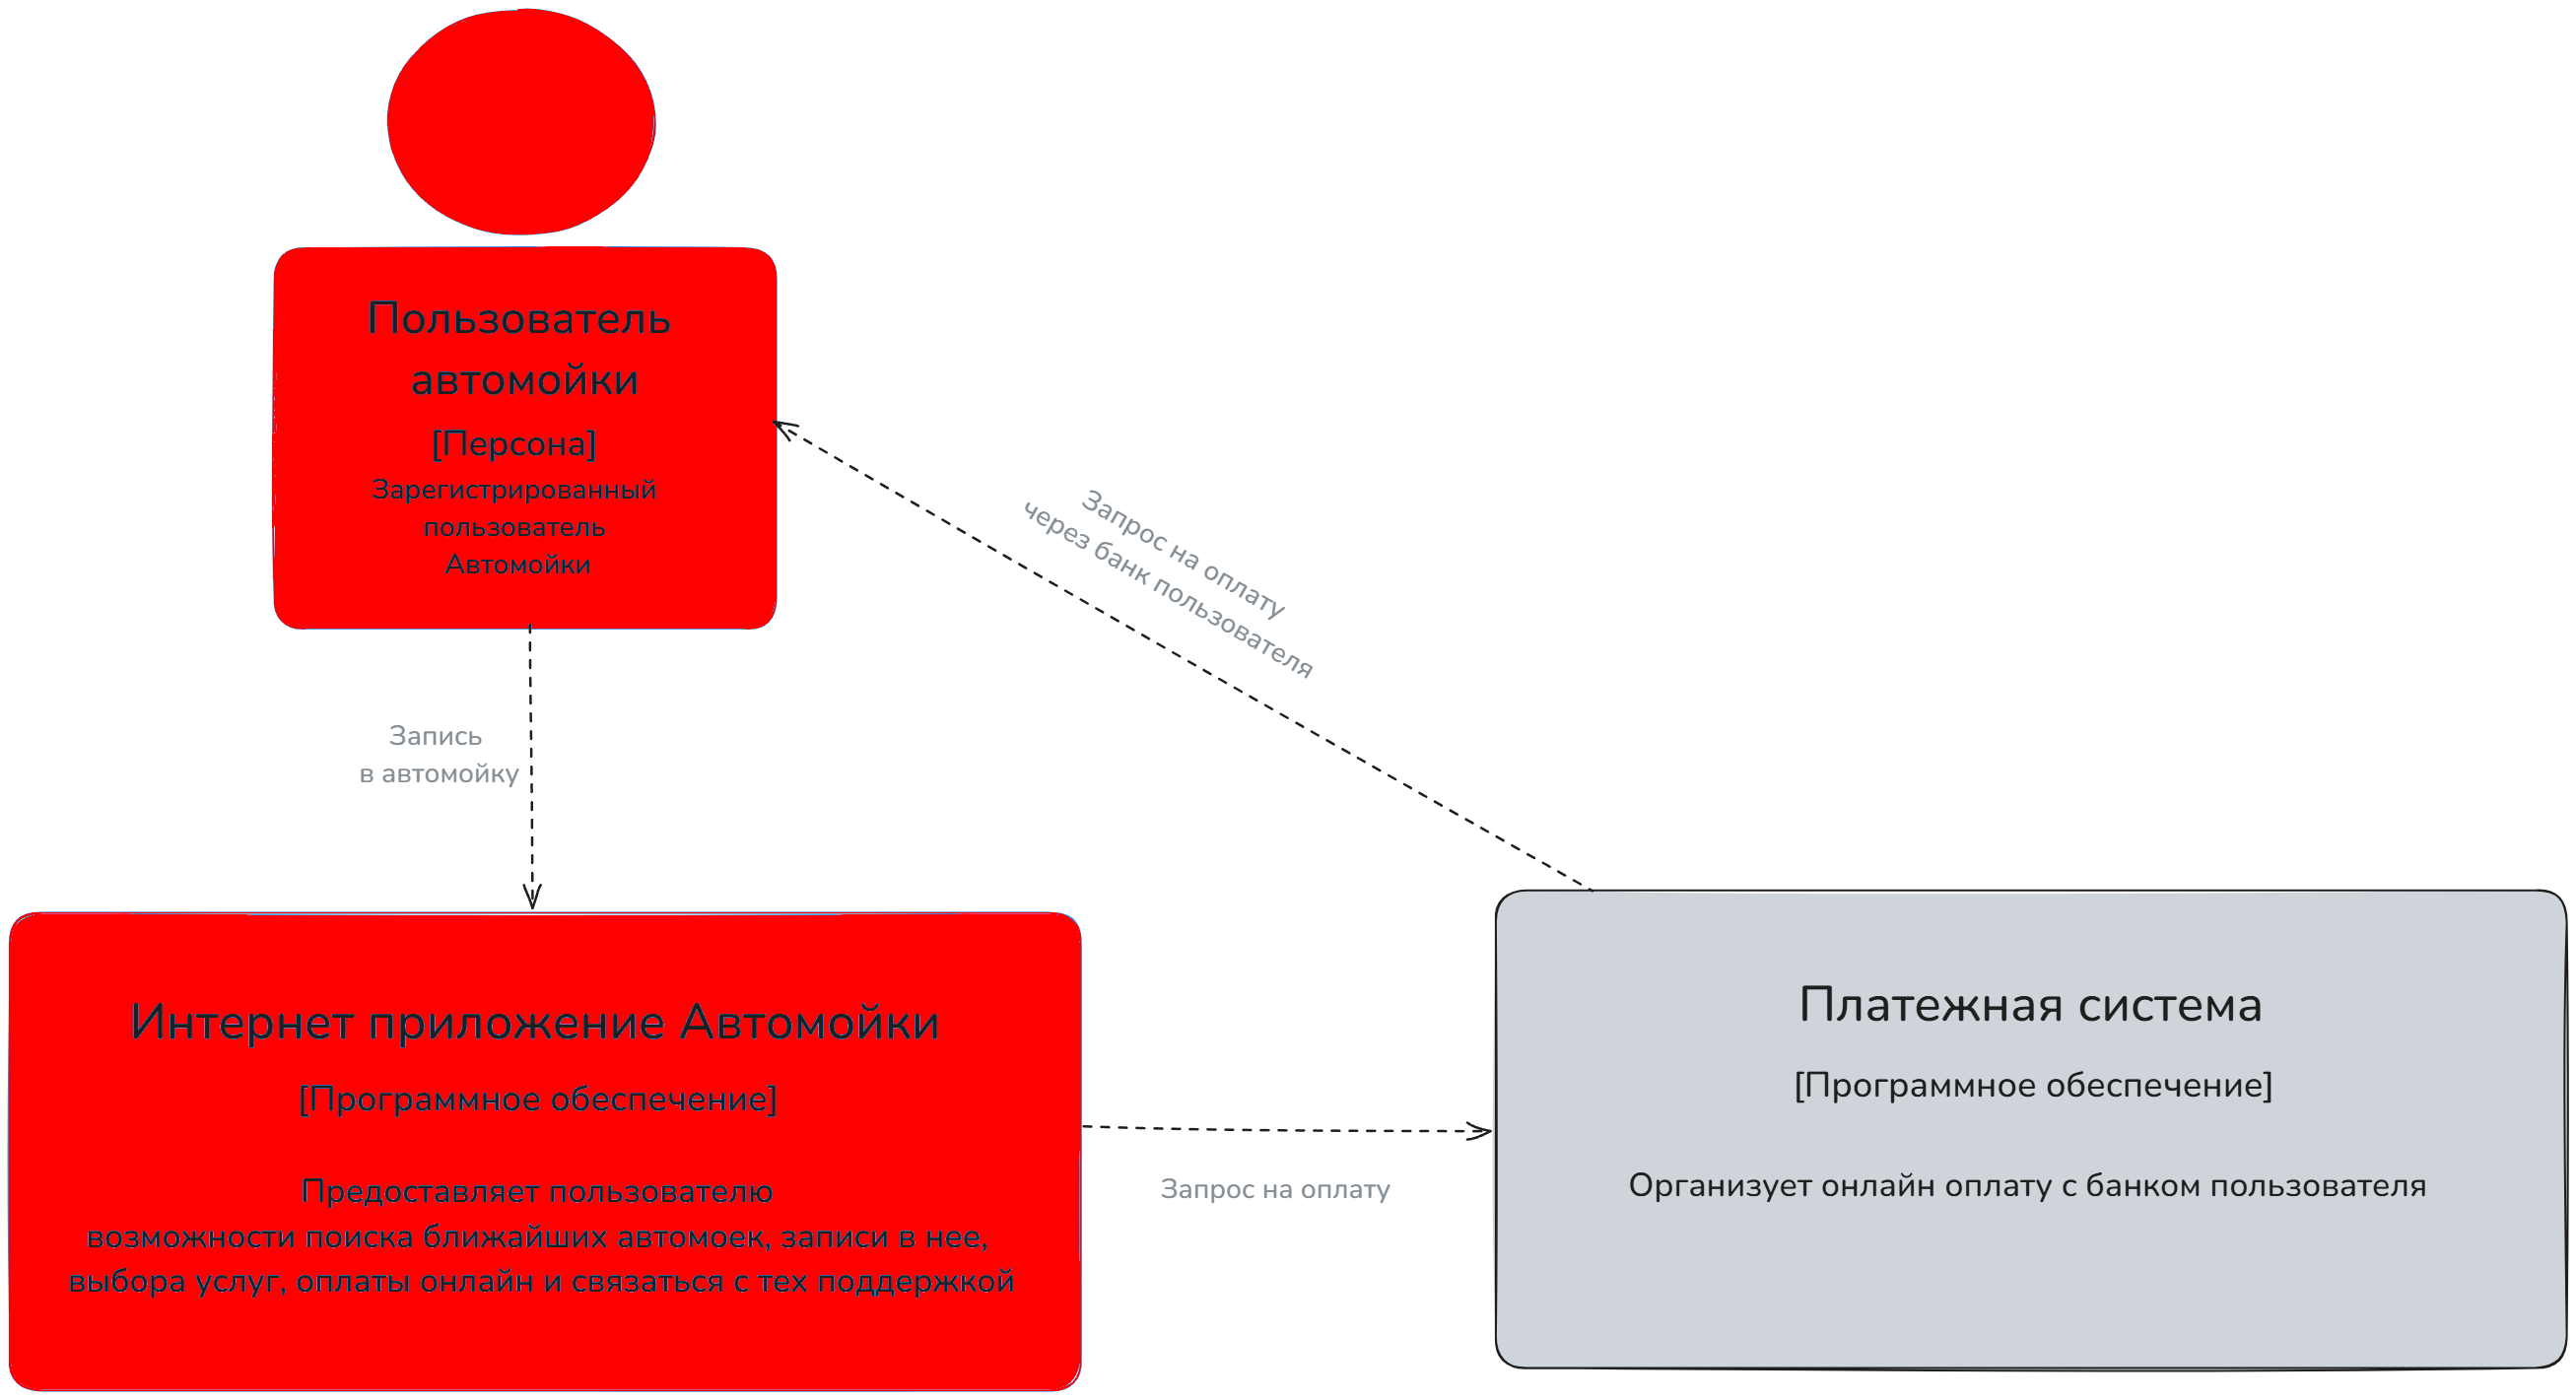 Пользователь
автомойки
[Персона]
Зарегистрированный
пользователь
Автомойки
Запрос на оплату
через банк пользователя
Запись
в автомойку
Интернет приложение Автомойки
[Программное обеспечение]
Предоставляет пользователю
возможности поиска ближайших автомоек, записи в нее,
выбора услуг, оплаты онлайн и связаться с тех поддержкой
Запрос на оплату
Платежная система
[Программное обеспечение]
Организует онлайн оплату с банком пользователя